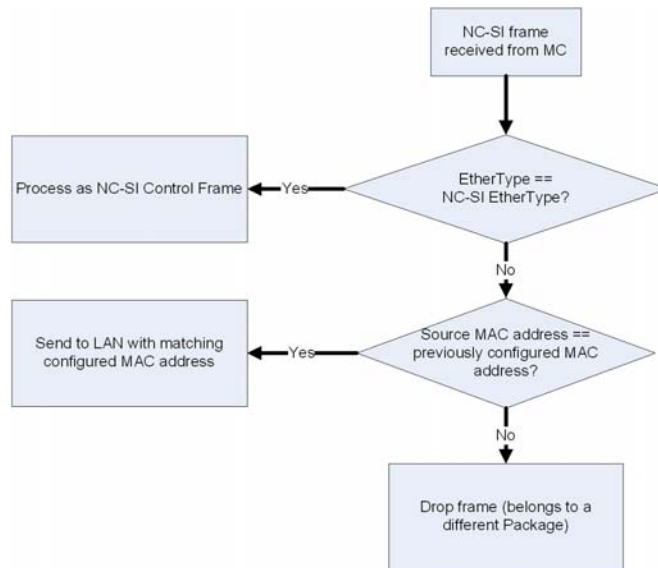 NC-SI frame
received from MC
EtherType ==
NC-SI EtherType?
Yes
Process as NC-SI Control Frame
No
Source MAC address ==
previously configured MAC
address?
Yes
Send to LAN with matching
configured MAC address
No
Drop frame (belongs to a
different Package)